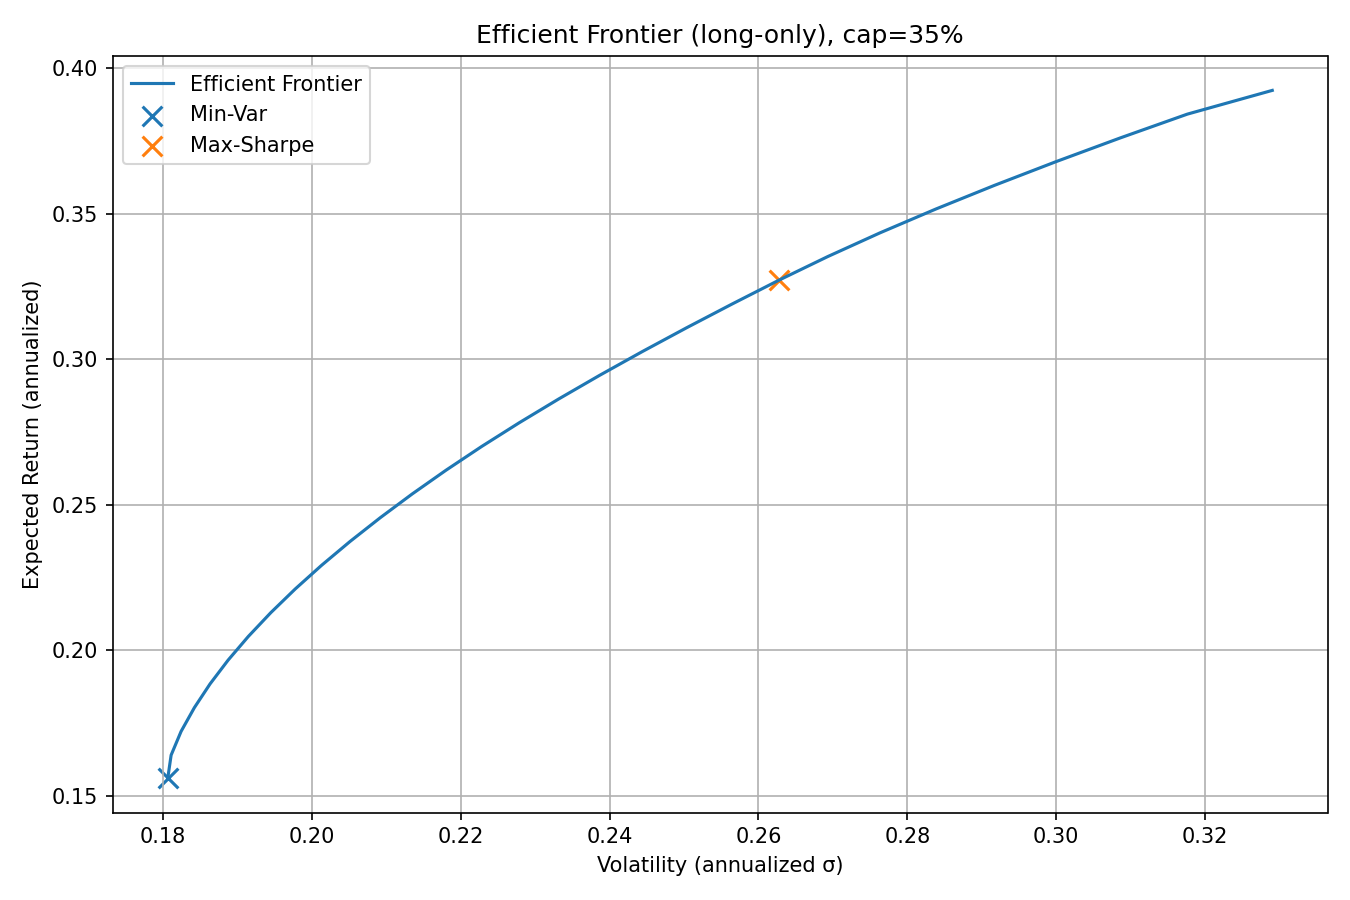 Efficient Frontier (long-only), cap=35%
Efficient Frontier
Min-Var
Max-Sharpe
Expected Return (annualized)
0.40
0.35
0.30
0.25
0.20
0.15
0.18 0.20 0.22 0.24 0.26 0.28 0.30 0.32
Volatility (annualized σ)